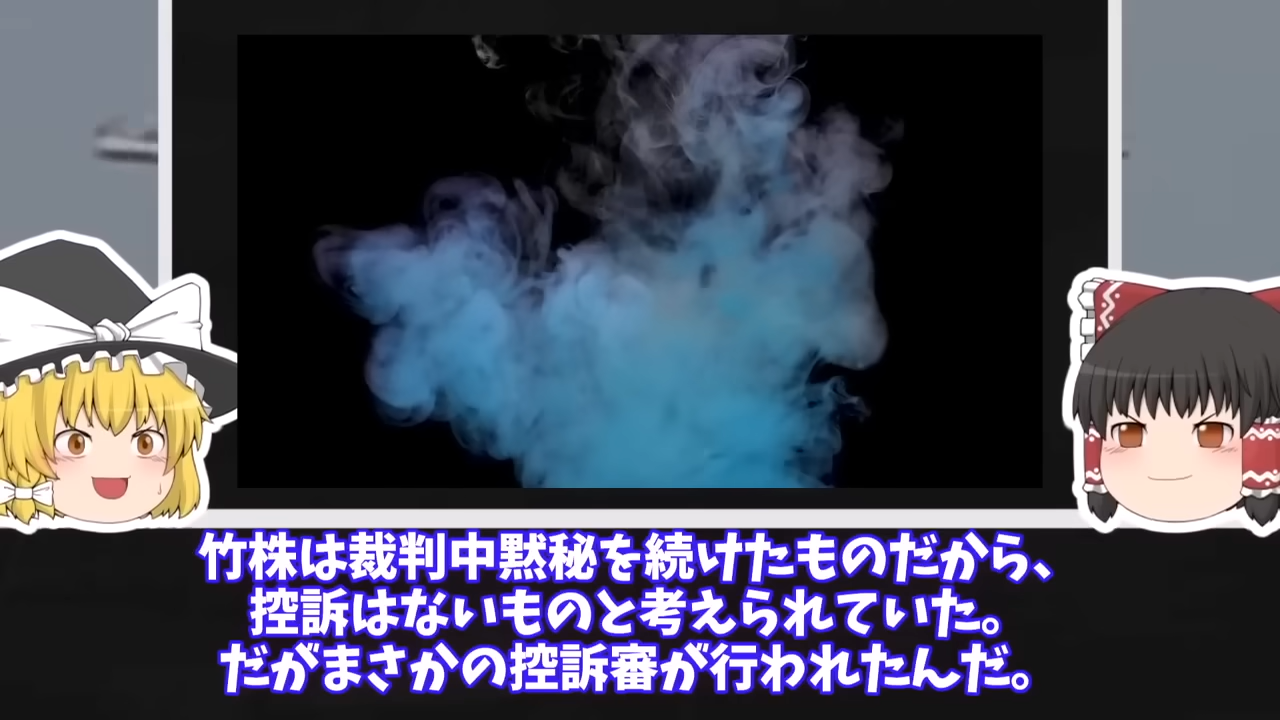 竹株は裁判中黙秘を続けたものだから、
控訴はないものと考えられていた。
だがまさかの控訴審が行われたんだ。